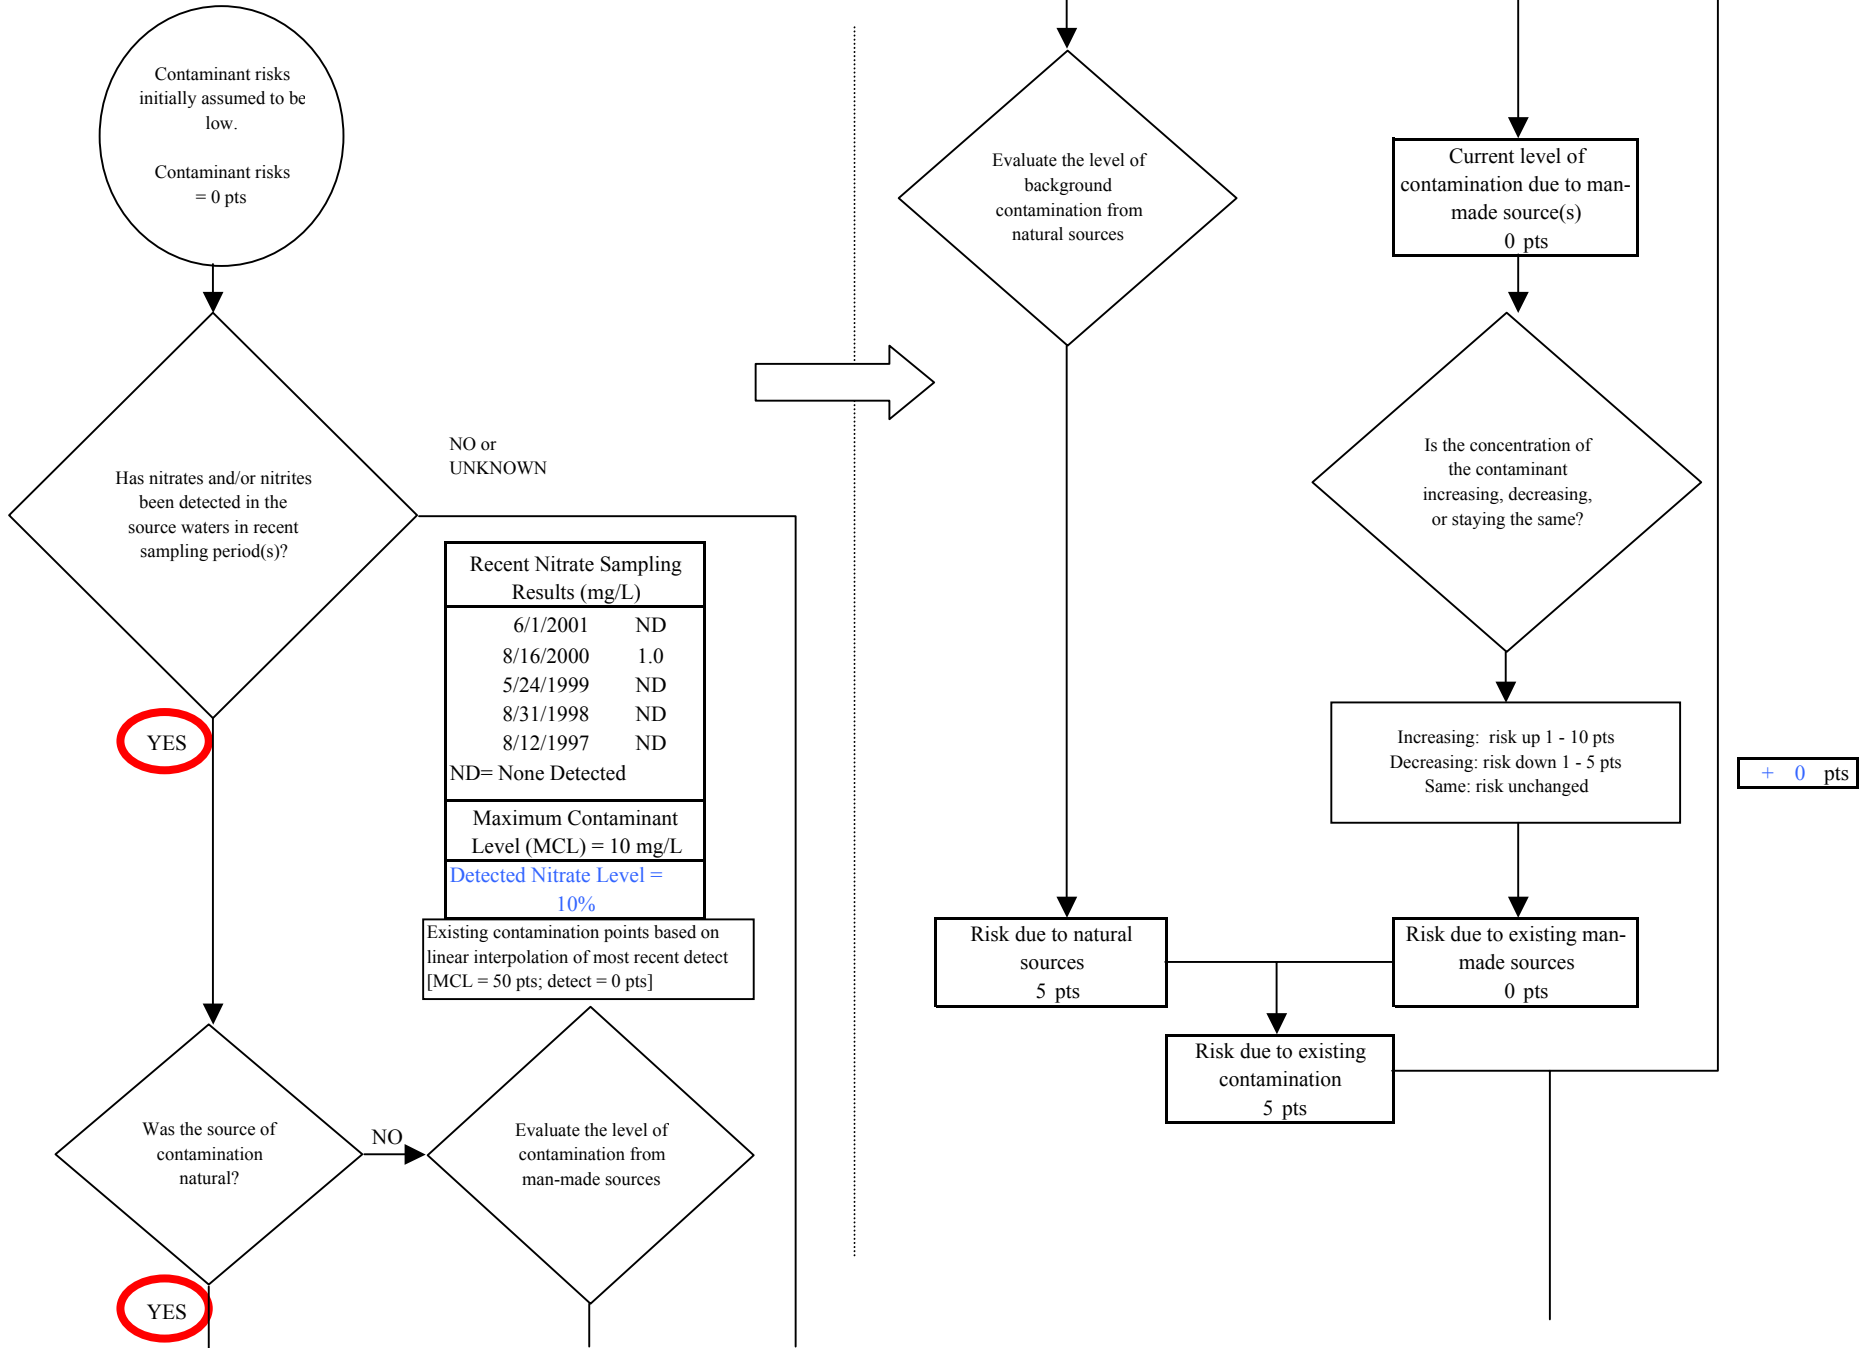 Contaminant risks
initially assumed to be
low.
Contaminant risks
= 0 pts
Has nitrates and/or nitrites
been detected in the
source waters in recent
sampling period(s)?
NO or
UNKNOWN
YES
Recent Nitrate Sampling
Results (mg/L)
6/1/2001 ND
8/16/2000 1.0
5/24/1999 ND
8/31/1998 ND
8/12/1997 ND
ND= None Detected
Maximum Contaminant
Level (MCL) = 10 mg/L
Detected Nitrate Level =
10%
Existing contamination points based on
linear interpolation of most recent detect
[MCL = 50 pts; detect = 0 pts]
Was the source of
contamination
natural?
NO
Evaluate the level of
contamination from
man-made sources
YES
Evaluate the level of
background
contamination from
natural sources
Current level of
contamination due to man-
made source(s)
0 pts
Is the concentration of
the contaminant
increasing, decreasing,
or staying the same?
Increasing: risk up 1 - 10 pts
Decreasing: risk down 1 - 5 pts
Same: risk unchanged
+ 0 pts
Risk due to natural
sources
5 pts
Risk due to existing man-
made sources
0 pts
Risk due to existing
contamination
5 pts